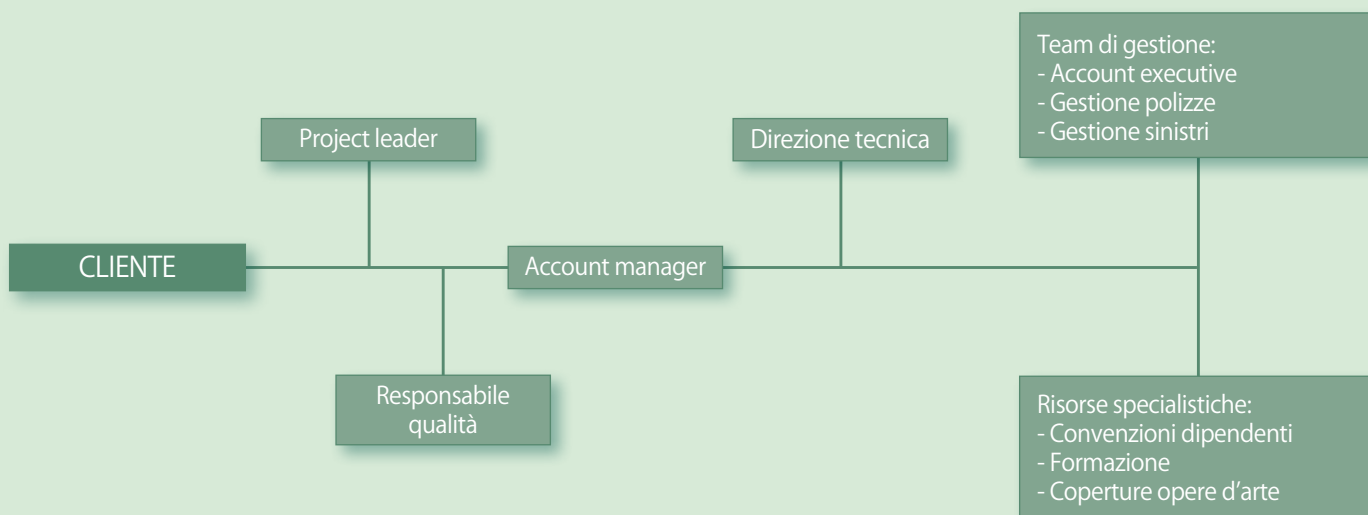 Team di gestione:
- Account executive
- Gestione polizze
- Gestione sinistri
Project leader
Direzione tecnica
CLIENTE
Account manager
Responsabile
qualità
Risorse specialistiche:
- Convenzioni dipendenti
- Formazione
- Coperture opere d’arte